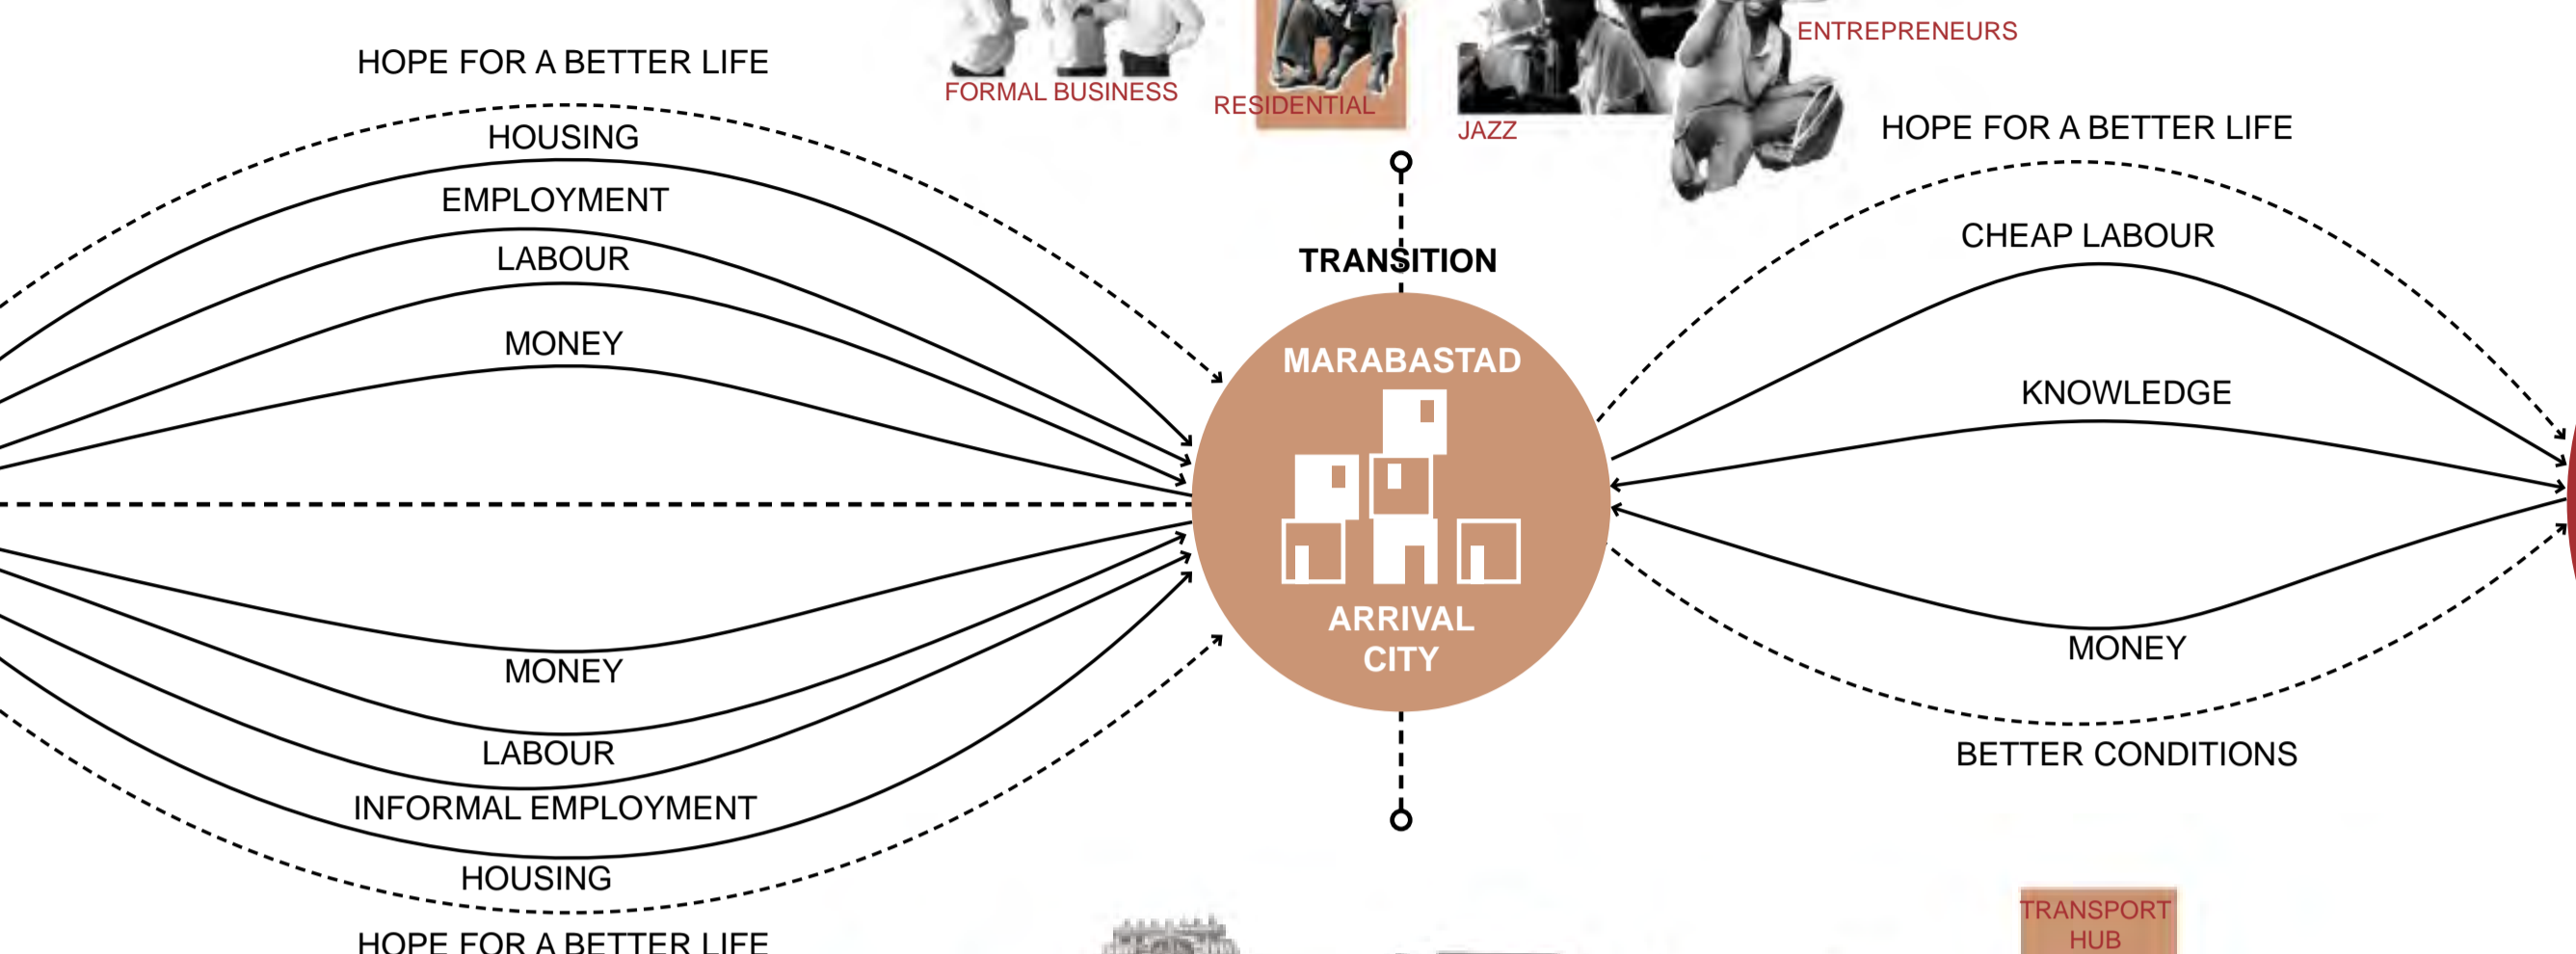 ENTREPRENEURS
HOPE FOR A BETTER LIFE
FORMAL BUSINESS
RESIDENTIAL
JAZZ
HOPE FOR A BETTER LIFE
HOUSING
EMPLOYMENT
LABOUR
MONEY
TRANSITION
CHEAP LABOUR
MARABASTAD
KNOWLEDGE
ARRIVAL
CITY
MONEY
MONEY
LABOUR
BETTER CONDITIONS
INFORMAL EMPLOYMENT
HOUSING
HOPE FOR A BETTER LIFE
TRANSPORT
HUB